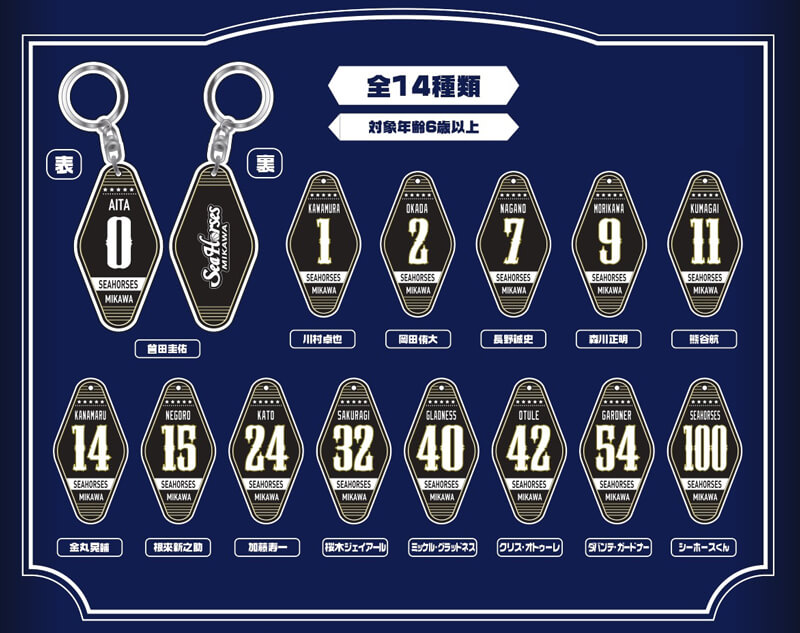 全14種類
対象年齢6歳以上
表
裏
AITA
0
SEAHORSES
MIKAWA
Sea Horses
MIKAWA
會田圭佑
KAWAMURA
1
SEAHORSES
MIKAWA
川村卓也
OKADA
2
SEAHORSES
MIKAWA
岡田侑大
NAGANO
7
SEAHORSES
MIKAWA
長野誠史
MORIKAWA
9
SEAHORSES
MIKAWA
森川正明
KUMAGAI
11
SEAHORSES
MIKAWA
熊谷航
KANAMARU
14
SEAHORSES
MIKAWA
金丸晃輔
NEGORO
15
SEAHORSES
MIKAWA
根來新之助
KATO
24
SEAHORSES
MIKAWA
加藤寿一
SAKURAGI
32
SEAHORSES
MIKAWA
桜木ジェイアール
GLADNESS
40
SEAHORSES
MIKAWA
ミッケル・グラッドネス
OTULE
42
SEAHORSES
MIKAWA
クリス・オトゥーレ
GARDNER
54
SEAHORSES
MIKAWA
ダバンテ・ガードナー
SEAHORSES
100
SEAHORSES
MIKAWA
シーホースくん